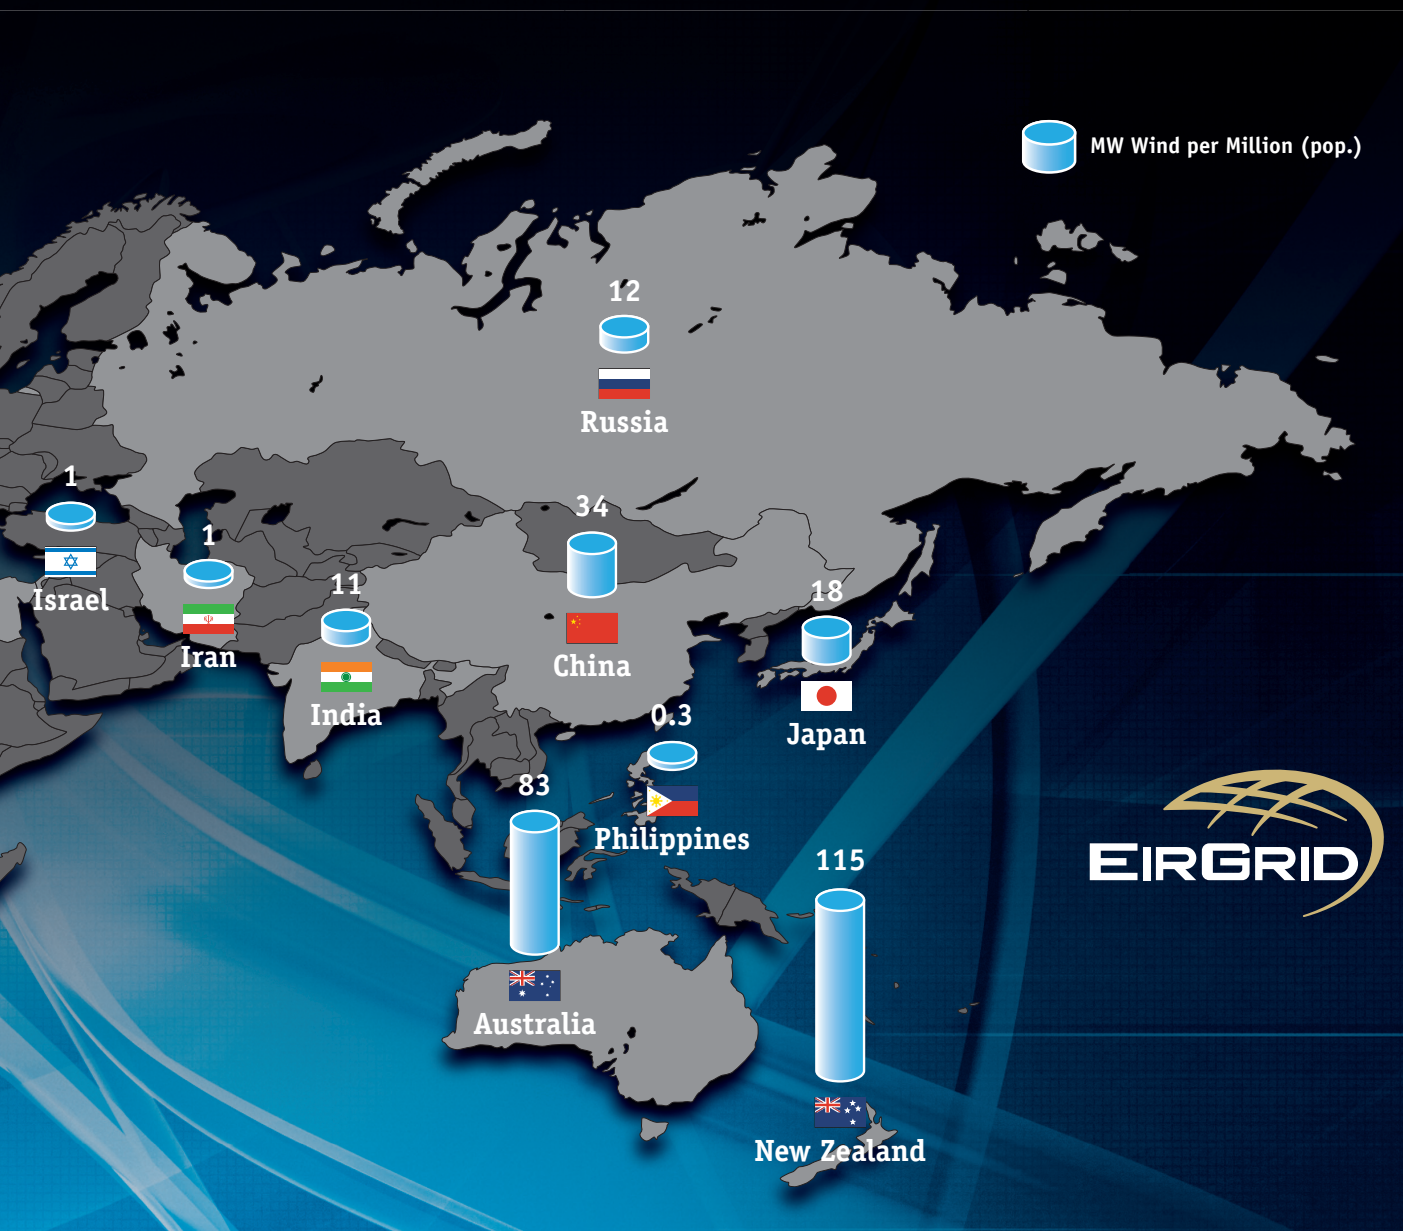 MW Wind per Million (pop.)
12
Russia
1
Israel
1
Iran
11
India
34
China
18
Japan
0.3
Philippines
83
Australia
115
New Zealand
EIRGRID